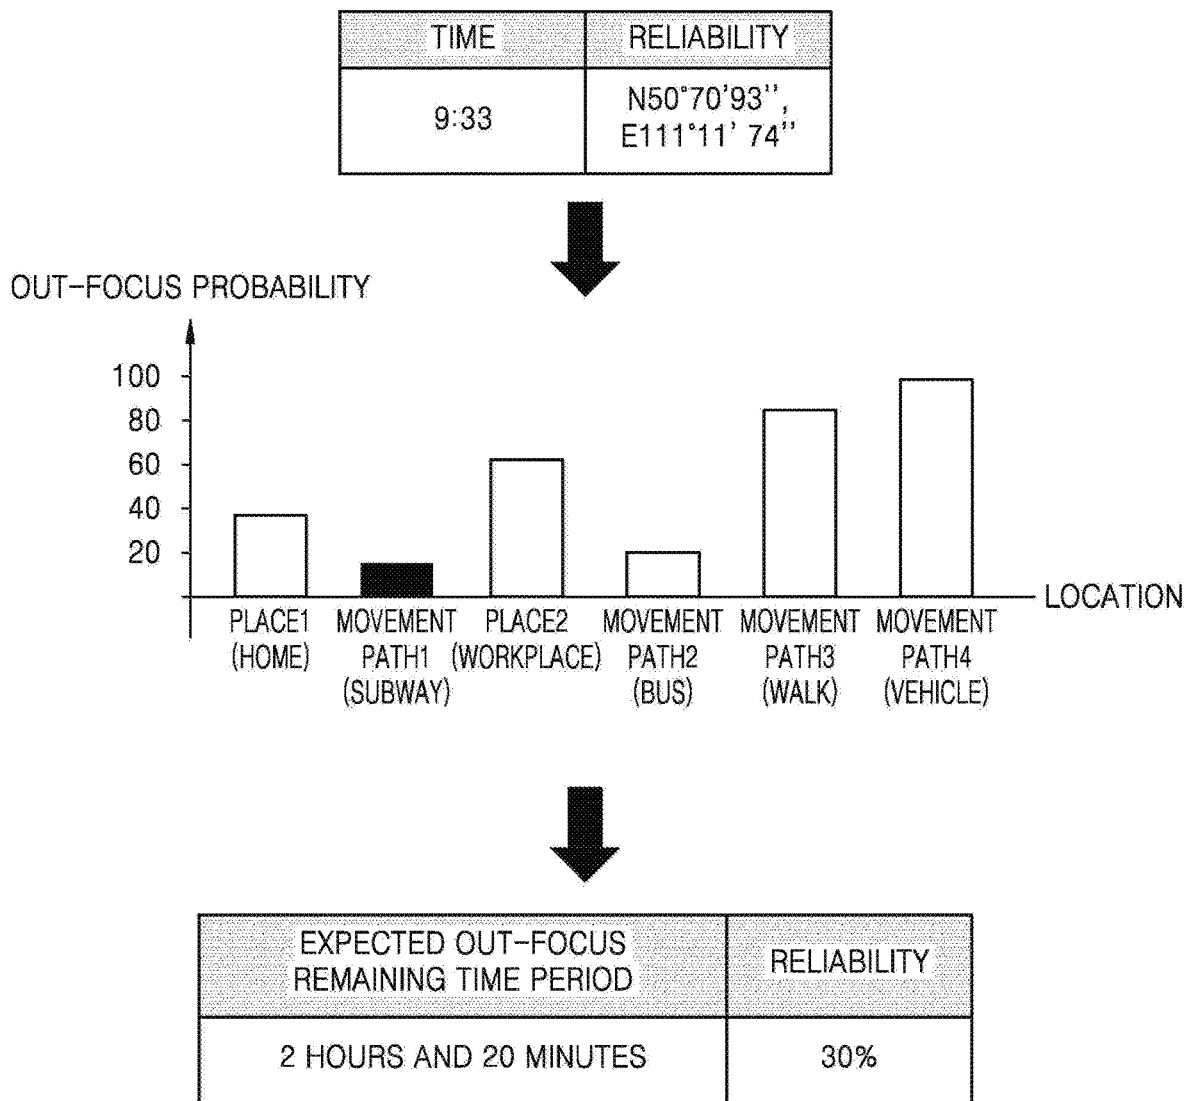 TIME RELIABILITY
9:33 N50°70'93'',
E111°11' 74''
OUT-FOCUS PROBABILITY
100
80
60
40
20
LOCATION
PLACE1 MOVEMENT PLACE2 MOVEMENT MOVEMENT MOVEMENT
(HOME) PATH1 (WORKPLACE) PATH2 PATH3 PATH4
(SUBWAY) (BUS) (WALK) (VEHICLE)
EXPECTED OUT-FOCUS
REMAINING TIME PERIOD
RELIABILITY
2 HOURS AND 20 MINUTES 30%